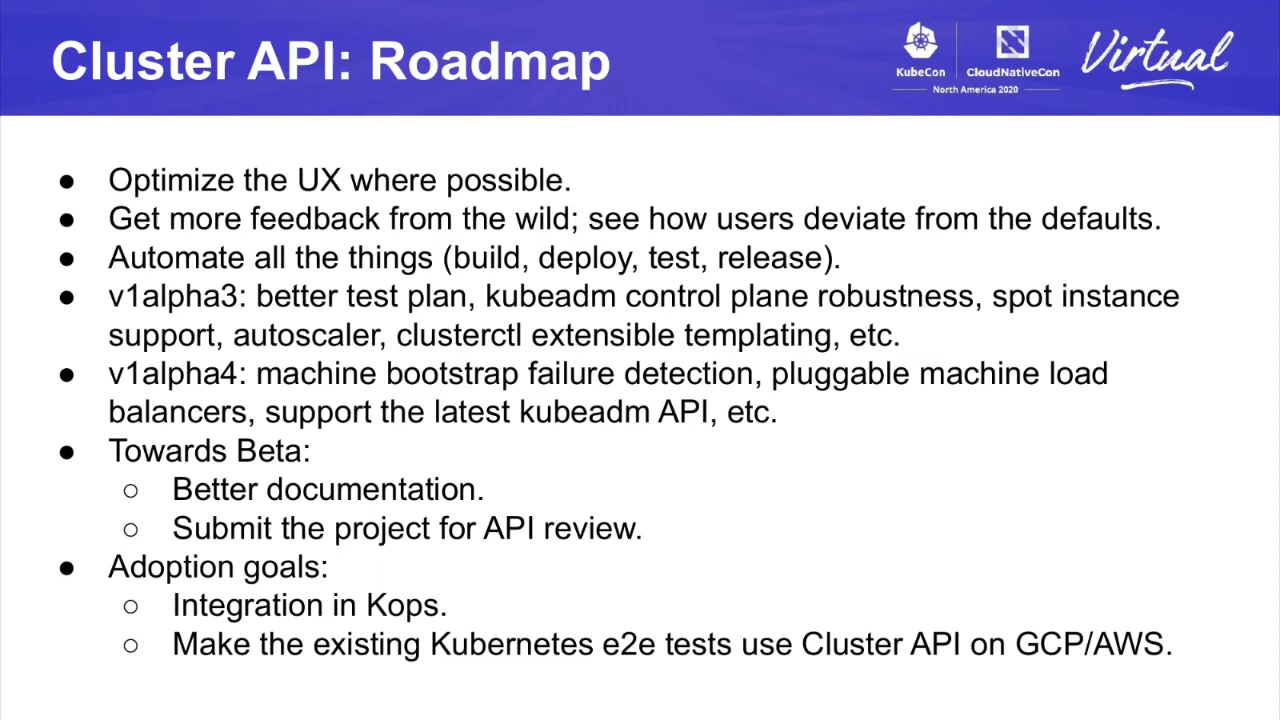 Cluster API: Roadmap
KubeCon
CloudNativeCon
North America 2020
Virtual
● Optimize the UX where possible.
● Get more feedback from the wild; see how users deviate from the defaults.
● Automate all the things (build, deploy, test, release).
● v1alpha3: better test plan, kubeadm control plane robustness, spot instance
support, autoscaler, clusterctl extensible templating, etc.
● v1alpha4: machine bootstrap failure detection, pluggable machine load
balancers, support the latest kubeadm API, etc.
● Towards Beta:
○ Better documentation.
○ Submit the project for API review.
● Adoption goals:
○ Integration in Kops.
○ Make the existing Kubernetes e2e tests use Cluster API on GCP/AWS.